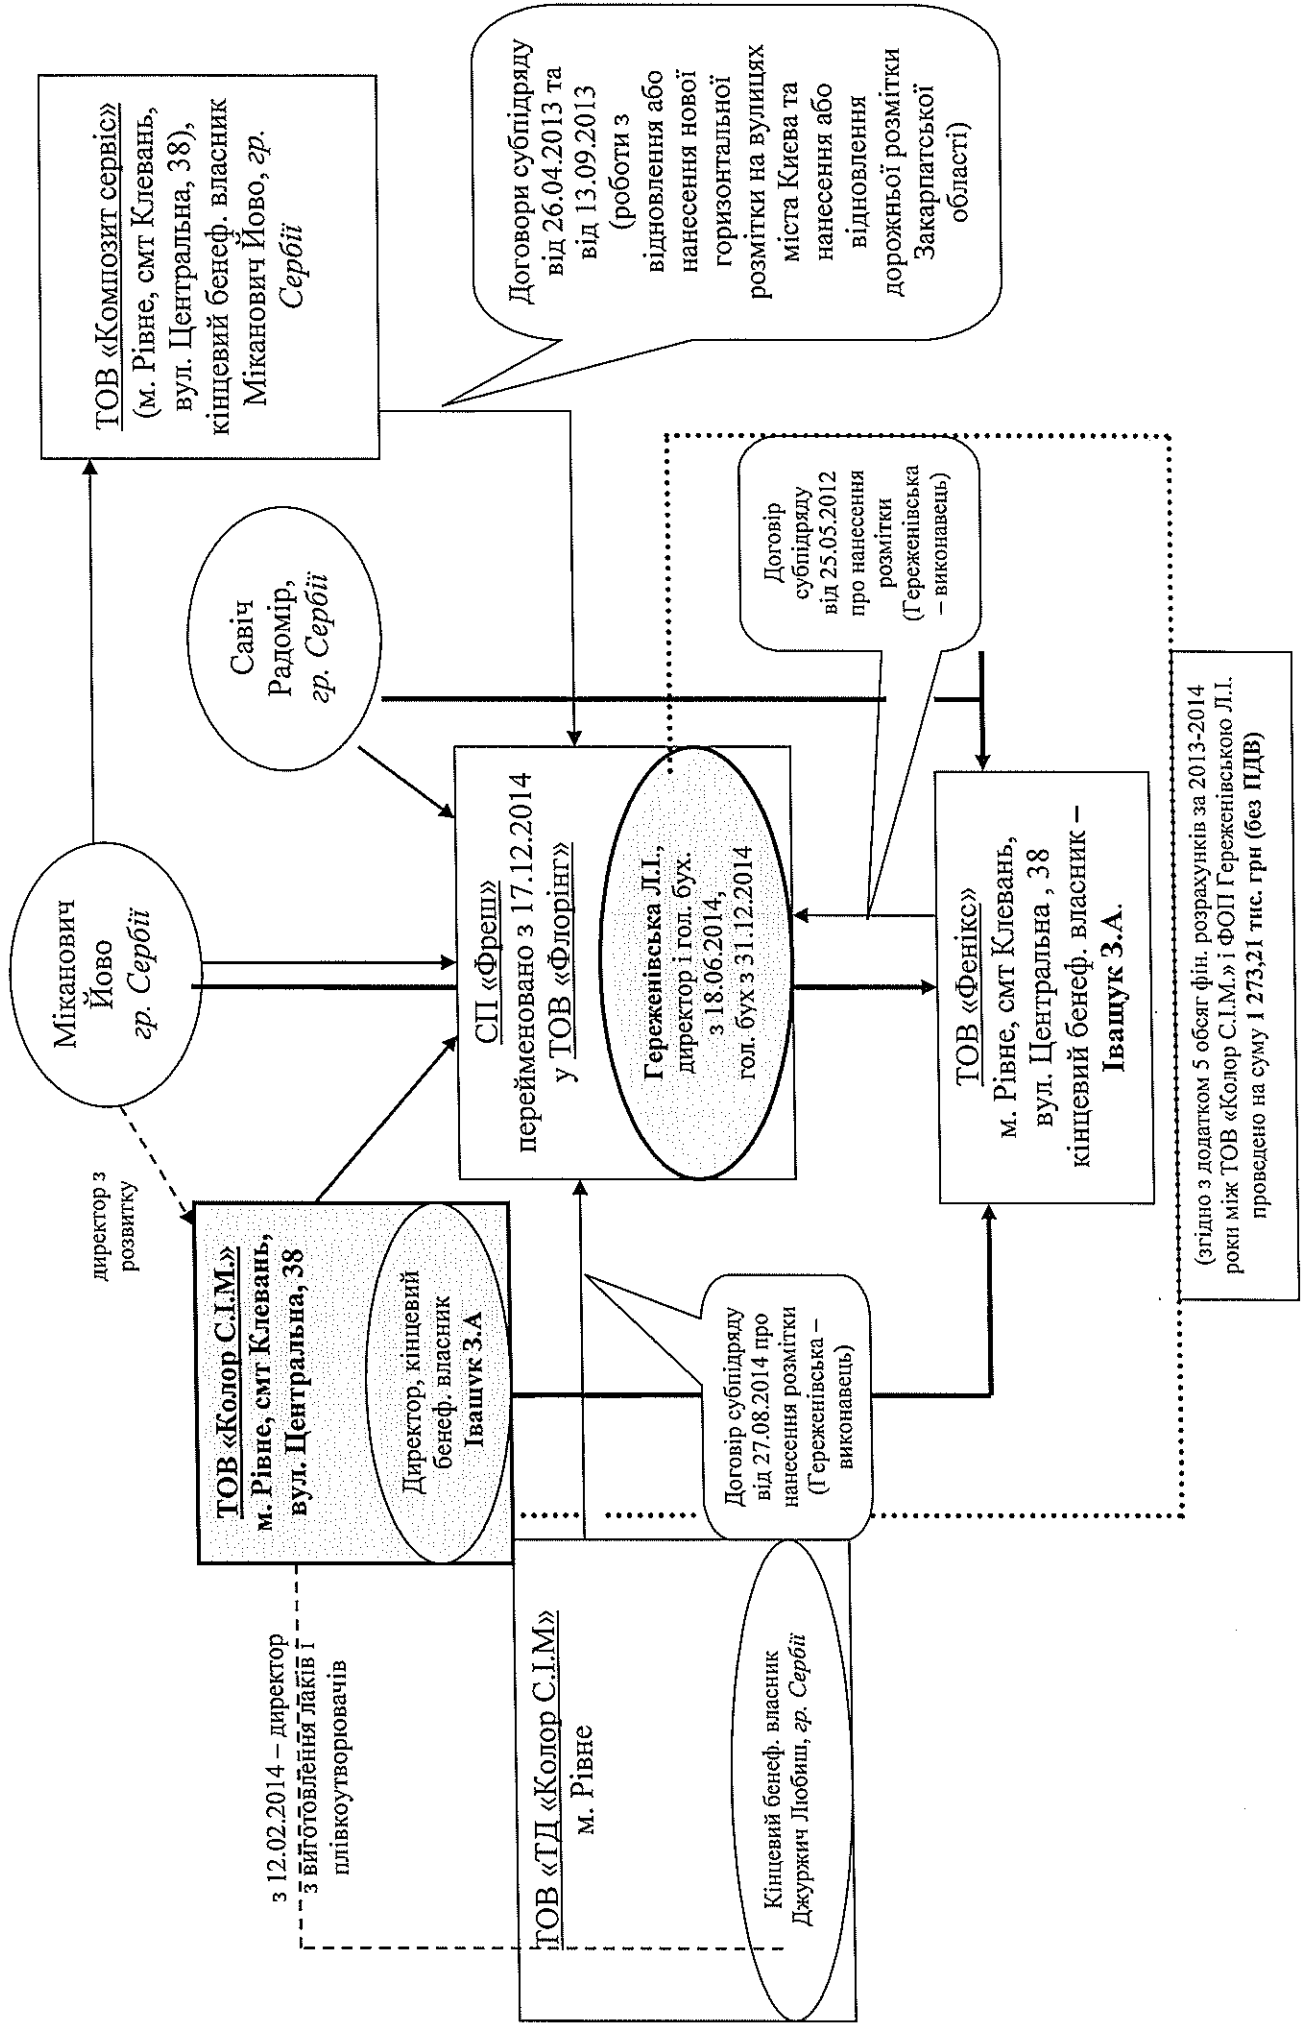 Міканович
Йово
гр. Сербії
директор з
розвитку
ТОВ «Композит сервіс»
(м. Рівне, смт Клевань,
вул. Центральна, 38),
кінцевий бенеф. власник
Міканович Йово, гр.
Сербії
Савіч
Радомір,
гр. Сербії
ТОВ «Колор С.І.М.»
м. Рівне, смт Клевань,
вул. Центральна, 38
Директор, кінцевий
бенеф. власник
Іващук З.А
з 12.02.2014 – директор
з виготовлення лаків і
плівкоутворювачів
СП «Фреш»
перейменовано з 17.12.2014
у ТОВ «Флорінг»
Гереженівська Л.І.,
директор і гол. бух.
з 18.06.2014,
гол. бух з 31.12.2014
Договори субпідряду
від 26.04.2013 та
від 13.09.2013
(роботи з
відновлення або
нанесення нової
горизонтальної
розмітки на вулицях
міста Києва та
нанесення або
відновлення
дорожньої розмітки
Закарпатської
області)
ТОВ «ТД «Колор С.І.М»
м. Рівне
Кінцевий бенеф. власник
Джуржич Любиш, гр. Сербії
Договір субпідряду
від 27.08.2014 про
нанесення розмітки
(Гереженівська –
виконавець)
Договір
субпідряду
від 25.05.2012
про нанесення
розмітки
(Гереженівська
– виконавець)
ТОВ «Фенікс»
м. Рівне, смт Клевань,
вул. Центральна , 38
кінцевий бенеф. власник –
Іващук З.А.
(згідно з додатком 5 обсяг фін. розрахунків за 2013-2014
роки між ТОВ «Колор С.І.М.» і ФОП Гереженівською Л.І.
проведено на суму 1 273,21 тис. грн (без ПДВ)